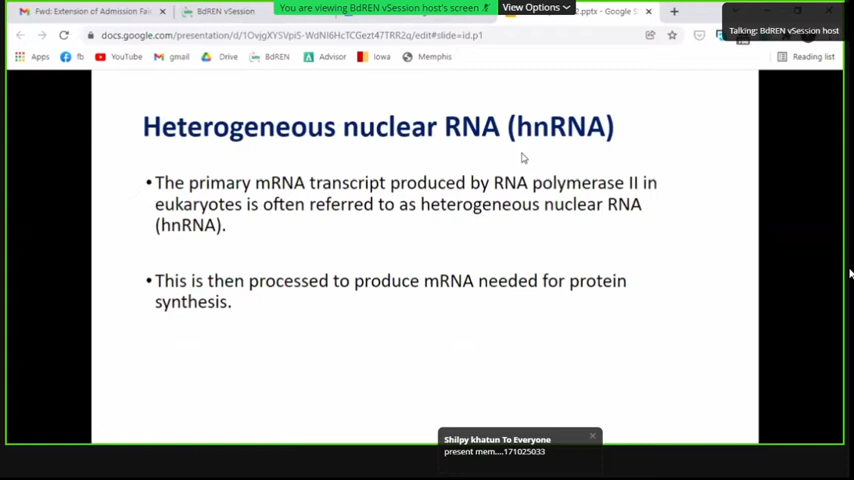 Fwd: Extension of Admission Fai
BdREN vSession
You are viewing BdREN vSession host's screen
View Options
2.pptx - Google S
Talking: BdREN vSession host
docs.google.com/presentation/d/1OvjgXYSVpiS-WdNI6HcTCGezt47TRR2q/edit#slide=id.p1
Apps
fb
YouTube
gmail
Drive
BdREN
Advisor
Iowa
Memphis
Reading list
Heterogeneous nuclear RNA (hnRNA)
•The primary mRNA transcript produced by RNA polymerase II in
eukaryotes is often referred to as heterogeneous nuclear RNA
(hnRNA).
•This is then processed to produce mRNA needed for protein
synthesis.
Shilpy khatun To Everyone
present mem....171025033